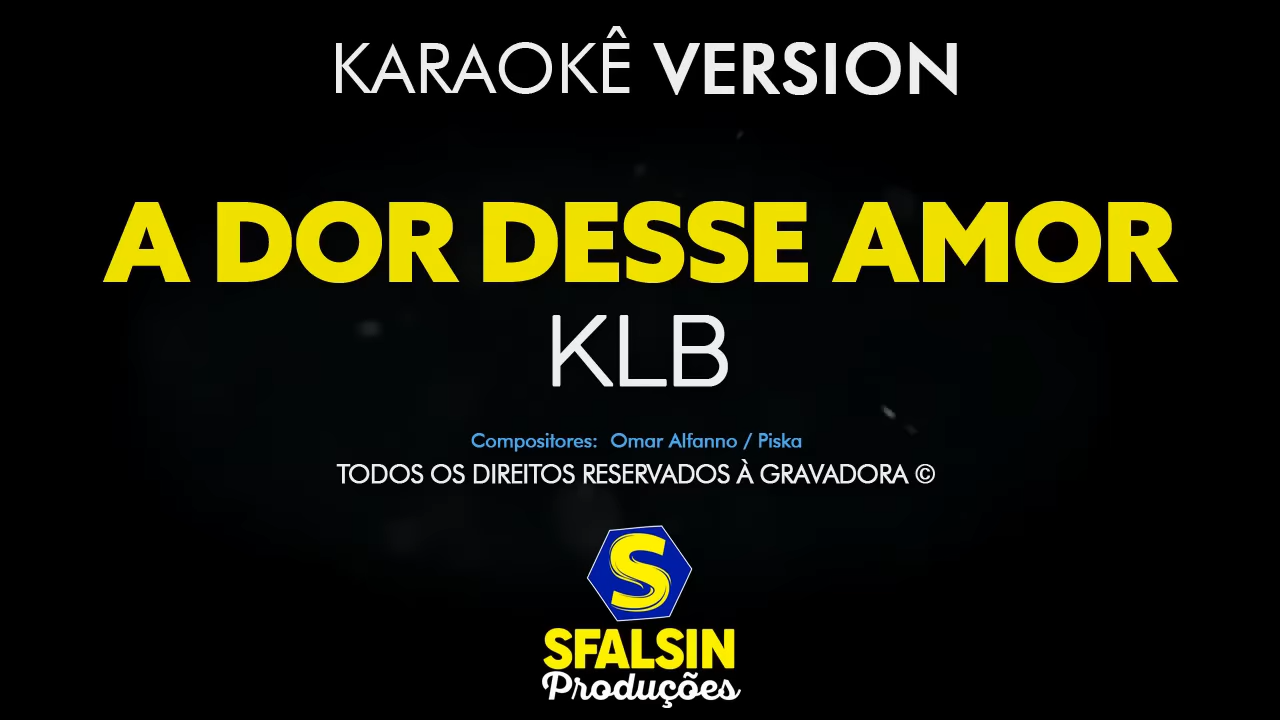 KARAOKÊ VERSION
A DOR DESSE AMOR
KLB
Compositores: Omar Alfanno / Piska
TODOS OS DIREITOS RESERVADOS À GRAVADORA ©
S
SFALSIN
Produções